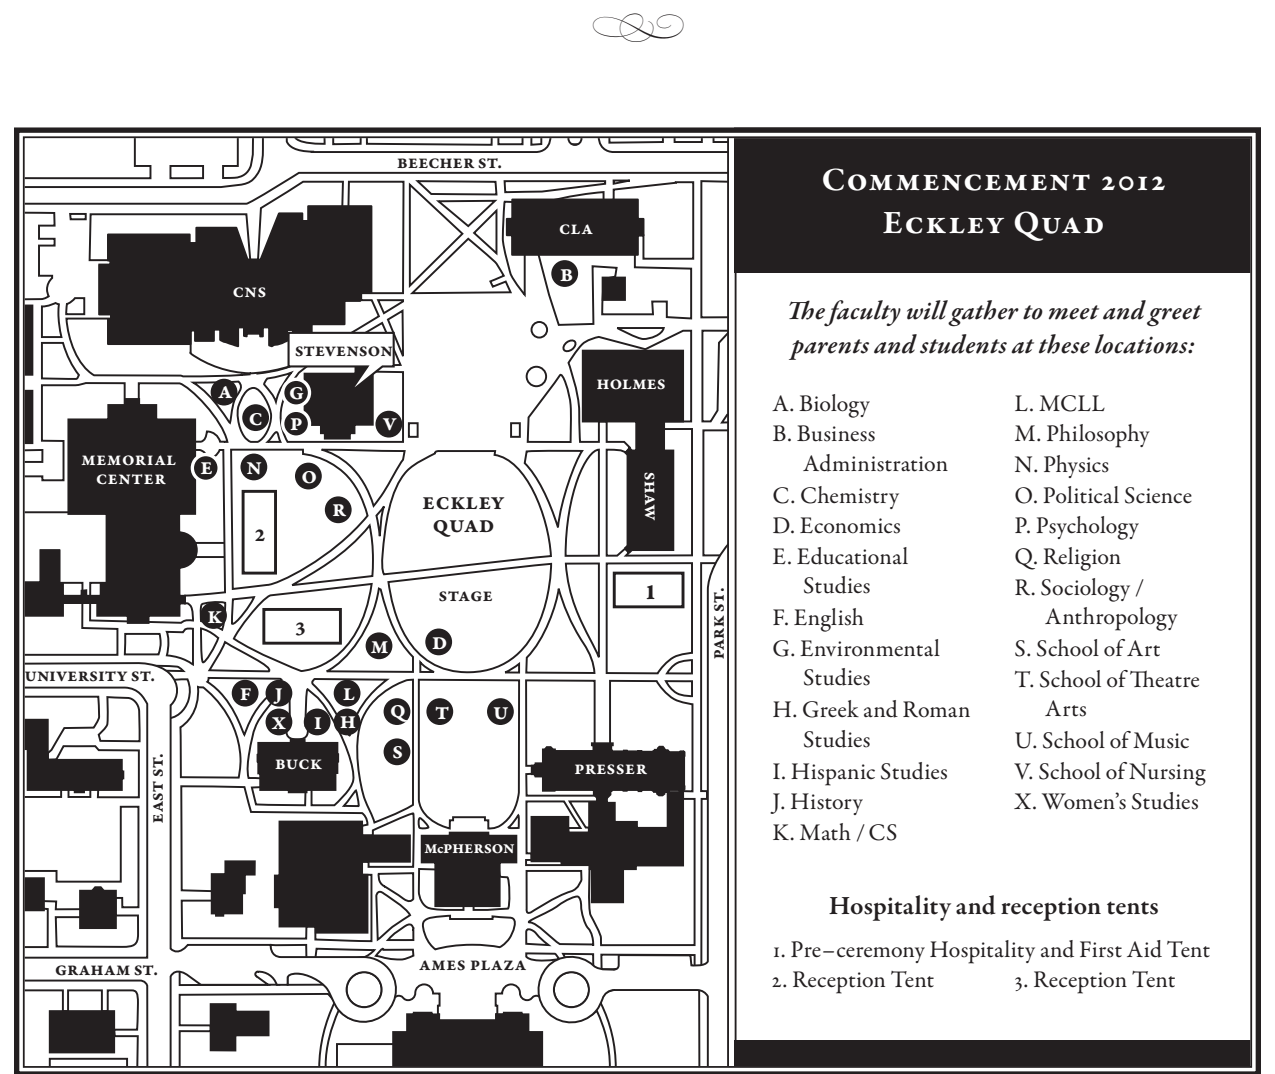 BEECHER ST.
CLA
B
CNS
STEVENSON
HOLMES
A
G
C
P
V
MEMORIAL
CENTER
E
N
O
R
2
ECKLEY
QUAD
SHAW
STAGE
1
K
3
M
D
PARK ST.
UNIVERSITY ST.
F
J
L
Q
T
U
X
I
H
S
BUCK
PRESSER
EAST ST.
McPHERSON
GRAHAM ST.
AMES PLAZA
COMMENCEMENT 2012
ECKLEY QUAD
The faculty will gather to meet and greet
parents and students at these locations:
A. Biology
B. Business
Administration
C. Chemistry
D. Economics
E. Educational
Studies
F. English
G. Environmental
Studies
H. Greek and Roman
Studies
I. Hispanic Studies
J. History
K. Math / CS
L. MCLL
M. Philosophy
N. Physics
O. Political Science
P. Psychology
Q. Religion
R. Sociology /
Anthropology
S. School of Art
T. School of Theatre
Arts
U. School of Music
V. School of Nursing
X. Women's Studies
Hospitality and reception tents
1. Pre–ceremony Hospitality and First Aid Tent
2. Reception Tent
3. Reception Tent